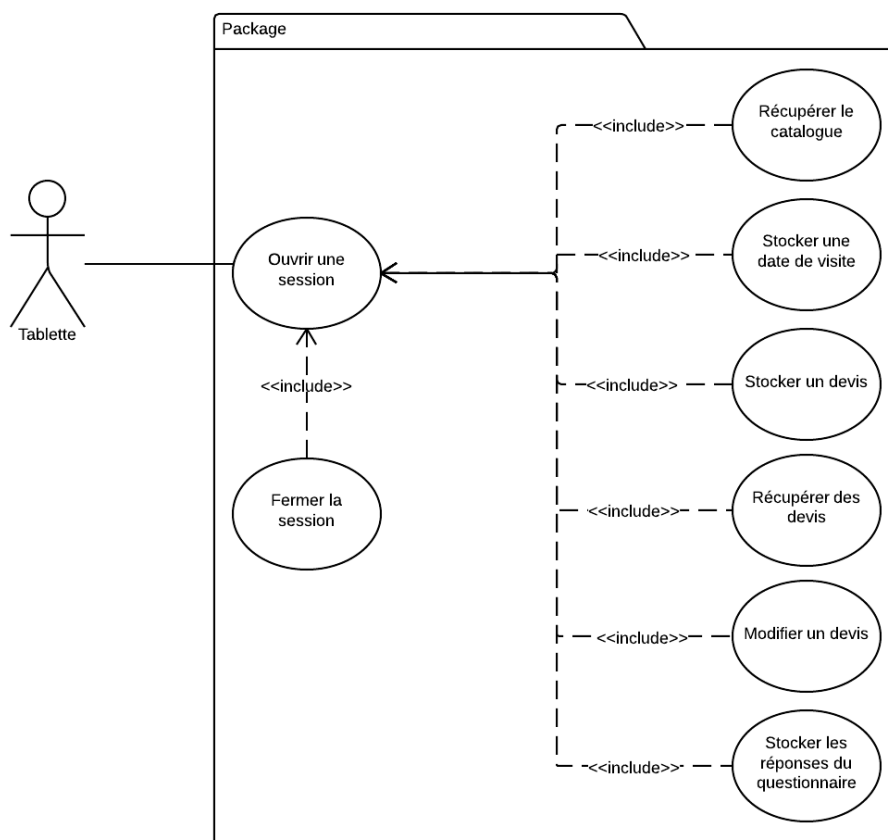 Package
Récupérer le
catalogue
<<include>>
Stocker une
date de visite
<<include>>
Ouvrir une
session
Tablette
<<include>>
Stocker un devis
<<include>>
Fermer la
session
Récupérer des
devis
<<include>>
Modifier un devis
<<include>>
Stocker les
réponses du
questionnaire
<<include>>